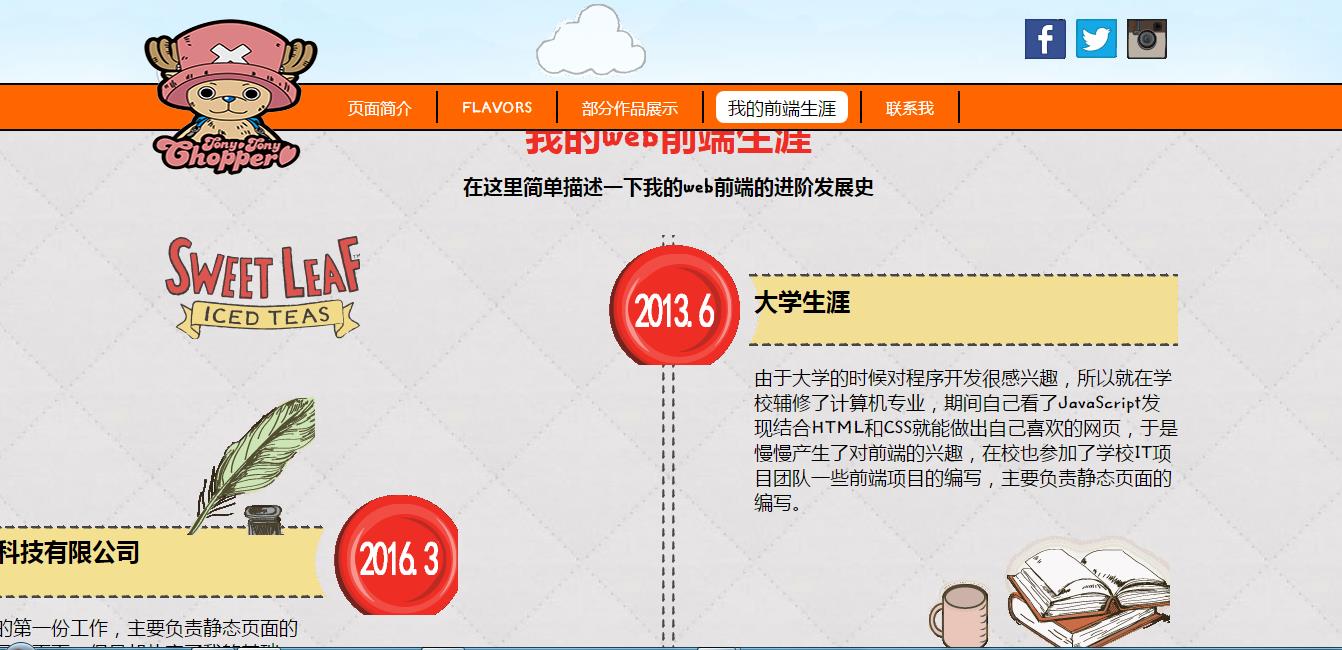 页面简介
FLAVORS
部分作品展示
我的前端生涯
联系我
Tony Tony
Chopper
我的web前端生涯
在这里简单描述一下我的web前端的进阶发展史
SWEET LEAF
ICED TEAS
2013.6
大学生涯
由于大学的时候对程序开发很感兴趣，所以就在学
校辅修了计算机专业，期间自己看了JavaScript发
现结合HTML和CSS就能做出自己喜欢的网页，于是
慢慢产生了对前端的兴趣，在校也参加了学校IT项
目团队一些前端项目的编写，主要负责静态页面的
编写。
科技有限公司
2016.3
的第一份工作，主要负责静态页面的